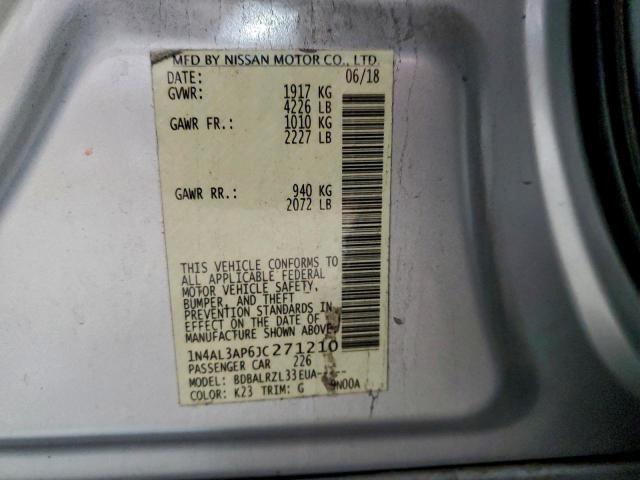 MFD BY NISSAN MOTOR CO., LTD.
DATE: 06/18
GVWR: 1917 KG
4226 LB
GAWR FR.: 1010 KG
2227 LB
GAWR RR.: 940 KG
2072 LB
THIS VEHICLE CONFORMS TO
ALL APPLICABLE FEDERAL
MOTOR VEHICLE SAFETY,
BUMPER, AND THEFT
PREVENTION STANDARDS IN
EFFECT ON THE DATE OF
MANUFACTURE SHOWN ABOVE.
1N4AL3AP6JC271210
PASSENGER CAR 226
MODEL: BDBALRZL33EUA-
COLOR: K23 TRIM: G 9N00A